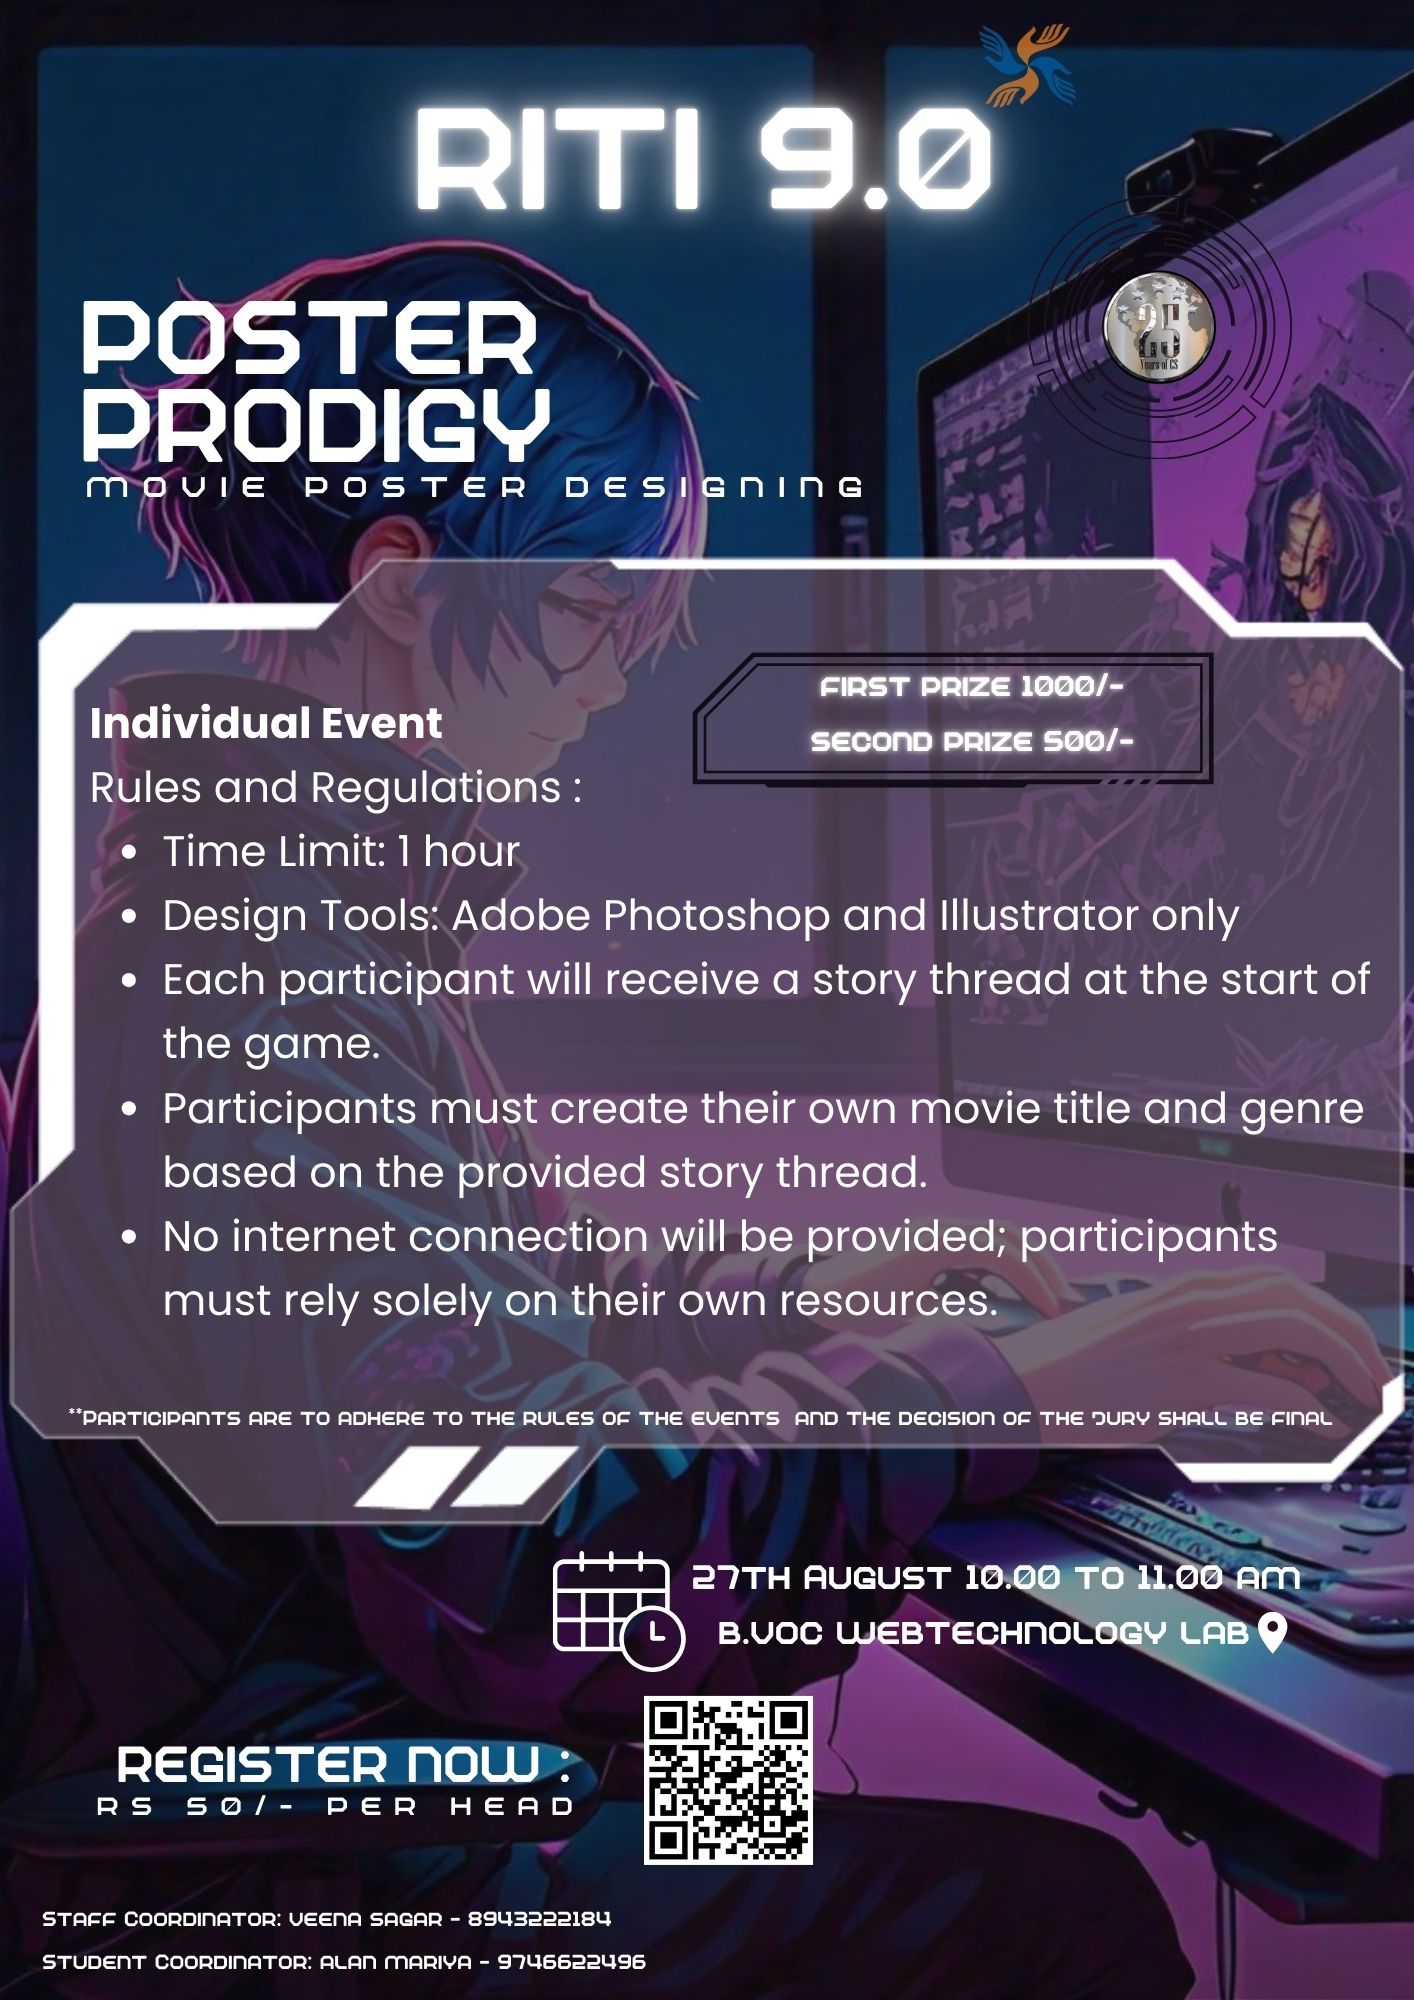 RITI 9.0
25
Years of CS
POSTER
PRODIGY
MOVIE POSTER DESIGNING
FIRST PRIZE 1000/-
SECOND PRIZE 500/-
Individual Event
Rules and Regulations :
• Time Limit: 1 hour
• Design Tools: Adobe Photoshop and Illustrator only
• Each participant will receive a story thread at the start of
the game.
• Participants must create their own movie title and genre
based on the provided story thread.
• No internet connection will be provided; participants
must rely solely on their own resources.
**PARTICIPANTS ARE TO ADHERE TO THE RULES OF THE EVENTS AND THE DECISION OF THE JURY SHALL BE FINAL
27TH AUGUST 10.00 TO 11.00 AM
B.VOC WEBTECHNOLOGY LAB
REGISTER NOW :
RS 50/- PER HEAD
STAFF COORDINATOR: VEENA SAGAR - 8943222184
STUDENT COORDINATOR: ALAN MARIYA - 9746622496